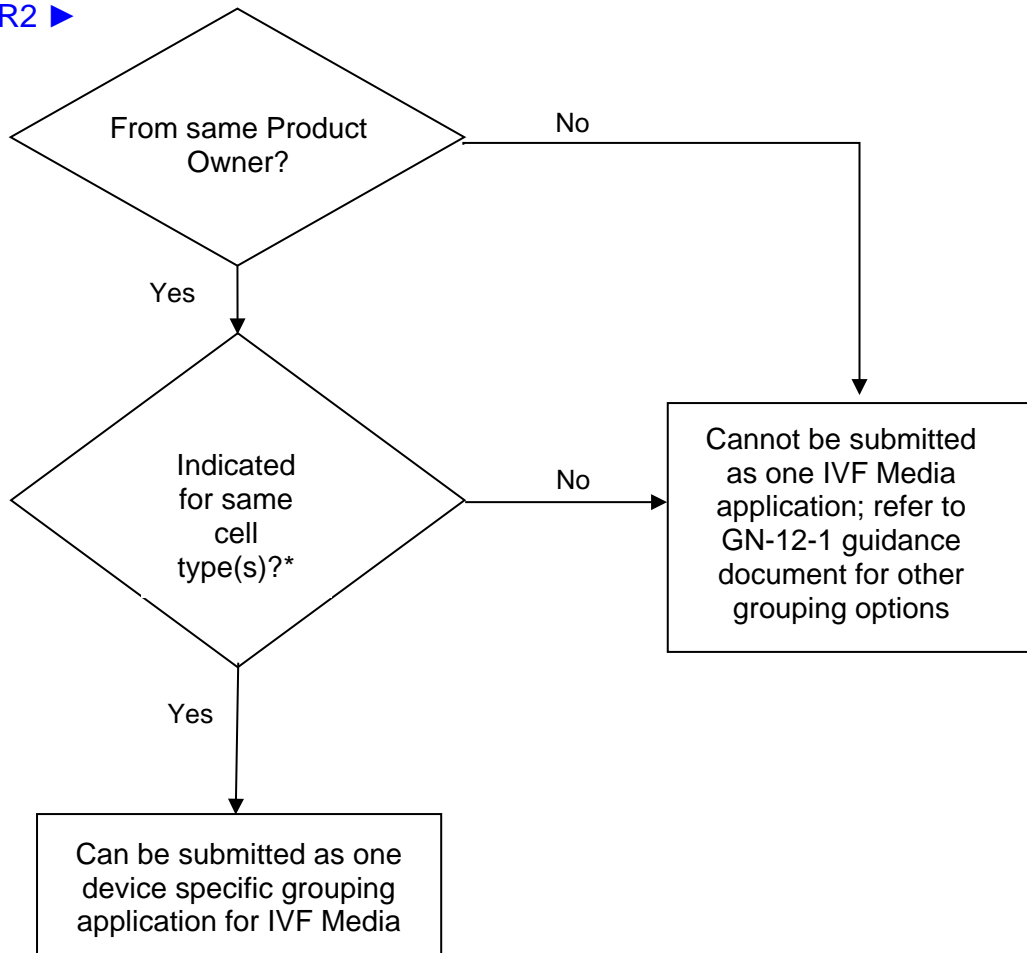 R2 ►
From same Product
Owner?
No
Yes
Indicated
for same
cell
type(s)?*
No
Cannot be submitted
as one IVF Media
application; refer to
GN-12-1 guidance
document for other
grouping options
Yes
Can be submitted as one
device specific grouping
application for IVF Media